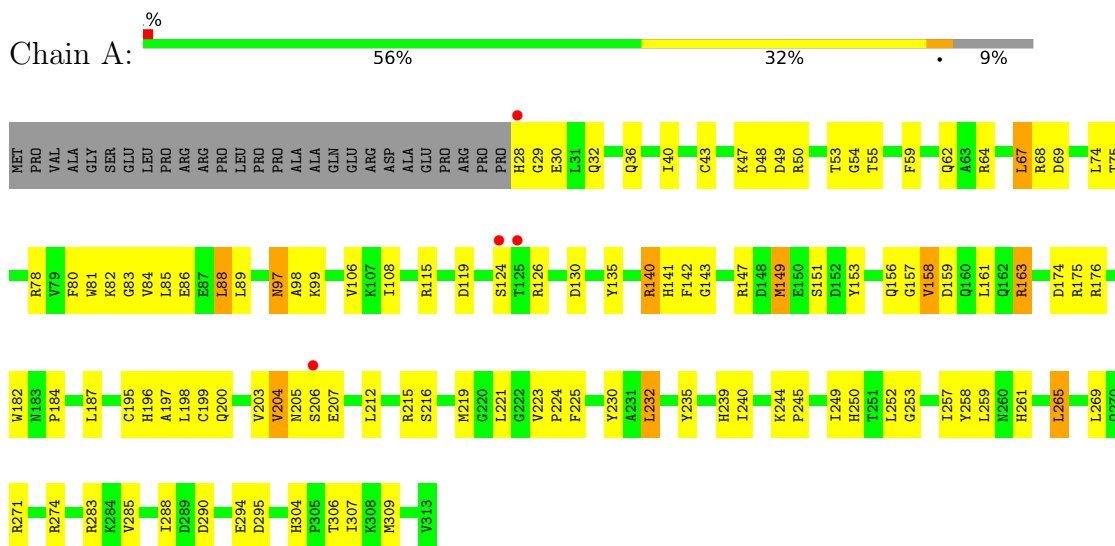 .%
Chain A:
56% 32% • 9%
MET PRO VAL ALA GLY SER GLU LEU PRO ARG ARG PRO LEU PRO PRO ALA ALA GLN GLU ARG ASP ALA GLU PRO ARG PRO PRO H28 G29 E30 L31 Q32 Q36 I40 C43 K47 D48 D49 R50 T53 G54 T55 F59 Q62 A63 R64 L67 R68 D69 L74 T75
R78 V79 F80 W81 K82 G83 V84 L85 E86 E87 L88 L89 N97 A98 K99 V106 K107 I108 R115 D119 S124 T125 R126 D130 Y135 R140 H141 F142 G143 R147 D148 M149 E150 S151 D152 Y153 Q156 G157 V158 D159 Q160 L161 Q162 R163 D174 R175 R176
W182 N183 P184 L187 C195 H196 A197 L198 C199 Q200 V203 V204 N205 S206 E207 L212 R215 S216 M219 G220 L221 G222 V223 P224 F225 Y230 A231 L232 Y235 H239 I240 K244 P245 I249 H250 T251 L252 G253 I257 Y258 L259 N260 H261 L265 L269 R270
R271 R274 R283 K284 V285 I288 D289 D290 E294 D295 H304 P305 T306 I307 K308 M309 V313